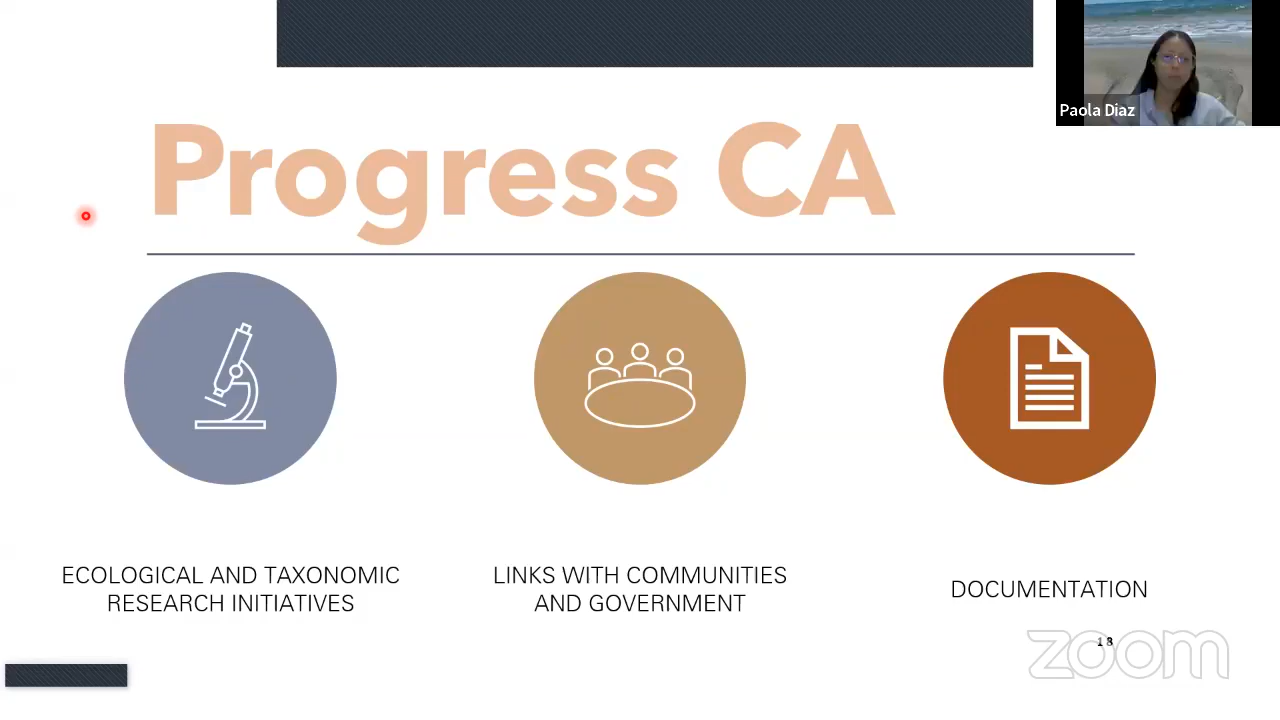 Paola Diaz
Progress CA
ECOLOGICAL AND TAXONOMIC
RESEARCH INITIATIVES
LINKS WITH COMMUNITIES
AND GOVERNMENT
DOCUMENTATION
18
zoom